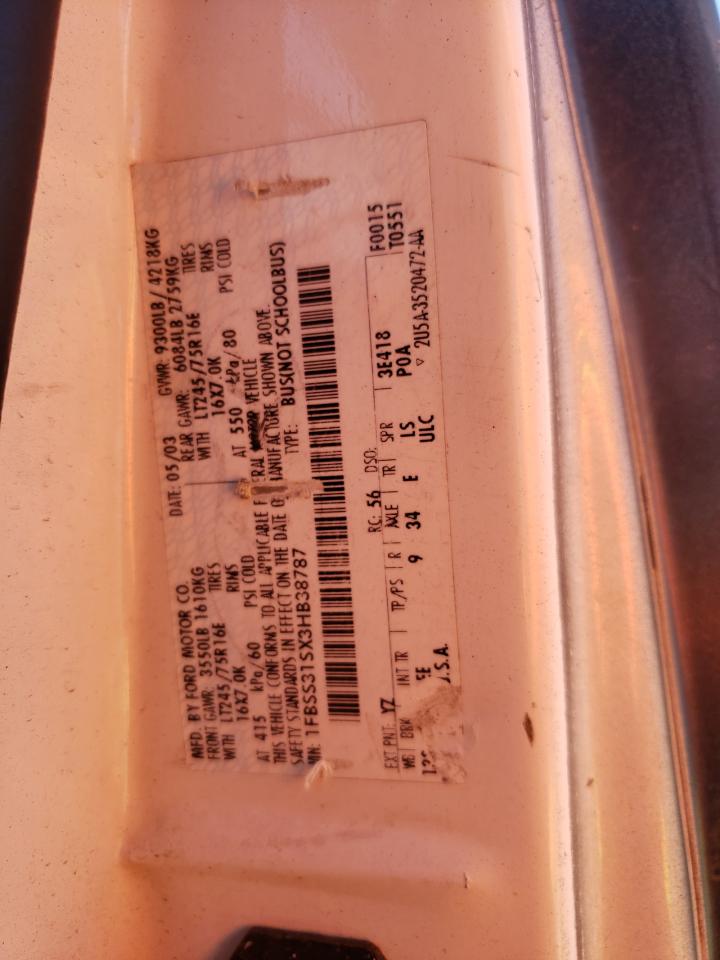 MFD. BY FORD MOTOR CO.
DATE: 05/03 GVWR: 9300LB/ 4218KG
FRONT GAWR: 3550LB 1610KG REAR GAWR: 6084LB 2759KG
WITH LT245/75R16E TIRES WITH LT245/75R16E TIRES
16X7.0K RIMS 16X7.0K RIMS
AT 415 kPa/60 PSI COLD AT 550 kPa/80 PSI COLD
THIS VEHICLE CONFORMS TO ALL APPLICABLE VEHICLE
SAFETY STANDARDS IN EFFECT ON THE DATE MANUFACTURE SHOWN ABOVE.
VIN: 1FBSS31SX3HB38787 TYPE: BUS(NOT SCHOOLBUS)
F0015
T0551
EXT PNT: YZ RC: 56 DSO:
WB BRK INT TR TP/PS R AXLE TR SPR 3E418
9 34 E LS P0A
.S.A. ULC ▽ 2U5A-3520472-AA